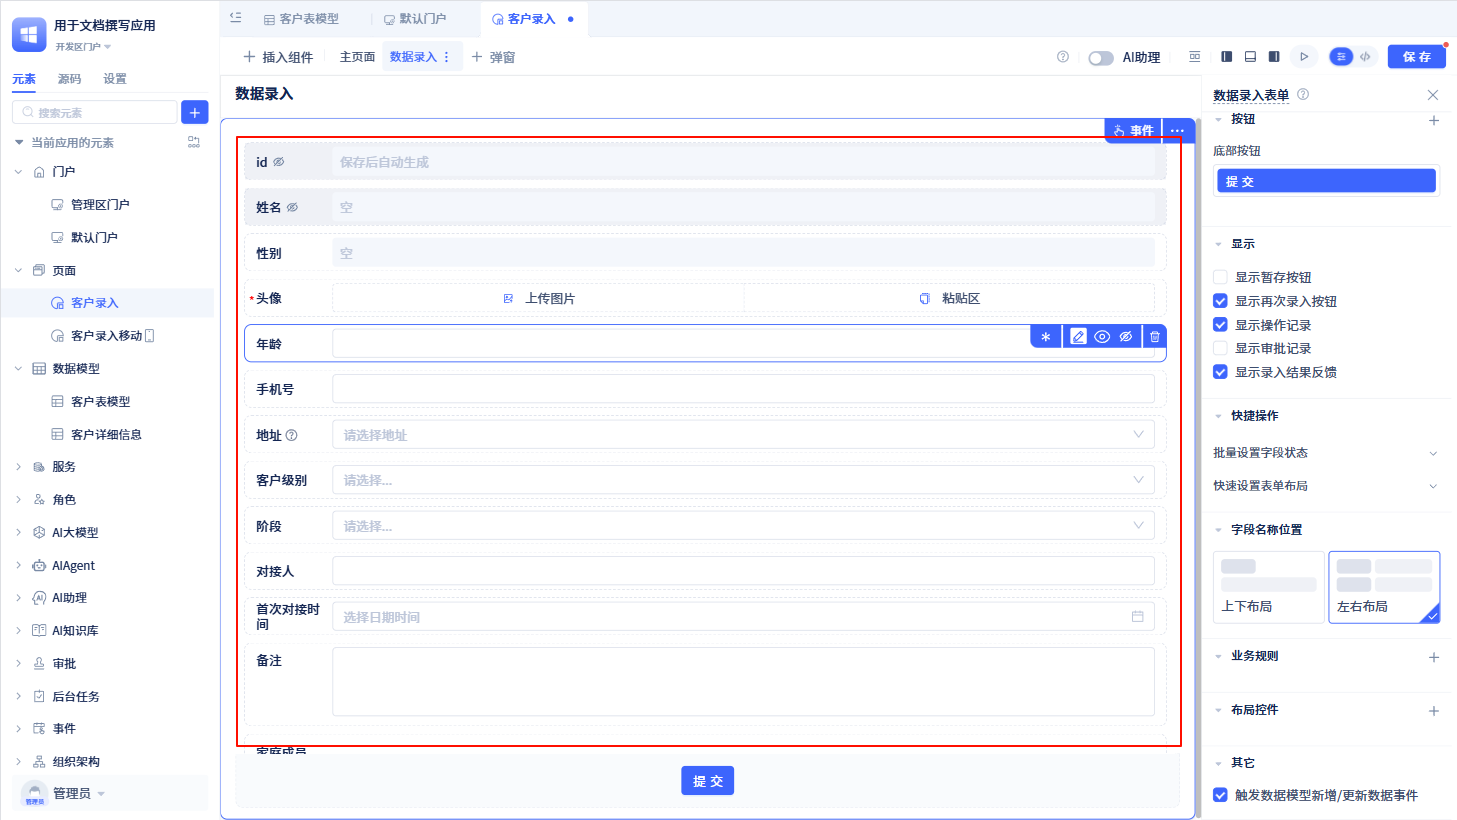 用于文档撰写应用
开发区门户
元素 源码 设置
搜索元素
当前应用的元素
门户
管理区门户
默认门户
页面
客户录入
客户录入移动
数据模型
客户表模型
客户详细信息
服务
角色
AI大模型
AIAgent
AI助理
AI知识库
审批
后台任务
事件
组织架构
管理员
管理员
客户表模型 默认门户 客户录入
插入组件 主页面 数据录入 弹窗 AI助理 保存
数据录入
事件
id 保存后自动生成
姓名 空
性别 空
*头像 上传图片 粘贴区
年龄
手机号
地址 请选择地址
客户级别 请选择...
阶段 请选择...
对接人
首次对接时间 选择日期时间
备注
家庭成员
提交
数据录入表单
按钮
底部按钮
提交
显示
显示暂存按钮
显示再次录入按钮
显示操作记录
显示审批记录
显示录入结果反馈
快捷操作
批量设置字段状态
快速设置表单布局
字段名称位置
上下布局 左右布局
业务规则
布局控件
其它
触发数据模型新增/更新数据事件